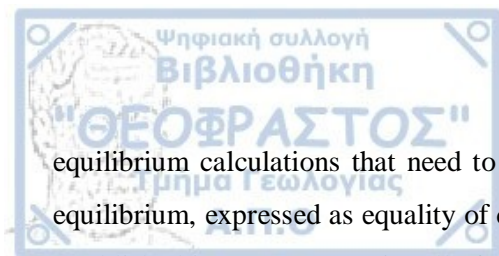 Ψηφιακή συλλογή
Βιβλιοθήκη
"ΘΕΟΦΡΑΣΤΟΣ"
equilibrium calculations that need to
Τμήμα Γεωλογίας
equilibrium, expressed as equality of
Α.Π.Θ